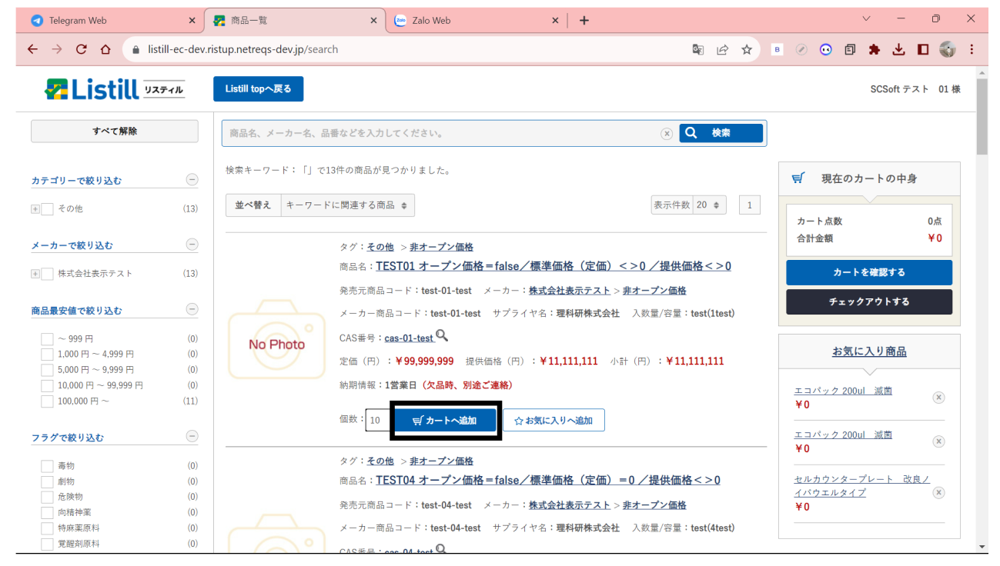 Telegram Web
商品一覧
Zalo Web
listill-ec-dev.ristup.netreqs-dev.jp/search
Listill リスティル
Listill topへ戻る
SCSoft テスト 01 様
すべて解除
商品名、メーカー名、品番などを入力してください。
検索
カテゴリーで絞り込む
その他 (13)
メーカーで絞り込む
株式会社表示テスト (13)
商品最安値で絞り込む
～ 999 円 (0)
1,000 円 ～ 4,999 円 (0)
5,000 円 ～ 9,999 円 (0)
10,000 円 ～ 99,999 円 (0)
100,000 円 ～ (11)
フラグで絞り込む
毒物 (0)
劇物 (0)
危険物 (0)
向精神薬 (0)
特麻薬原料 (0)
覚醒剤原料 (0)
検索キーワード：「」で13件の商品が見つかりました。
並べ替え キーワードに関連する商品
表示件数 20
1
タグ：その他 ＞非オープン価格
商品名：TEST01 オープン価格＝false／標準価格（定価）＜＞0 ／提供価格＜＞0
発売元商品コード：test-01-test メーカー：株式会社表示テスト＞非オープン価格
メーカー商品コード：test-01-test サプライヤ名：理科研株式会社 入数量/容量：test(1test)
CAS番号：cas-01-test
定価（円）：￥99,999,999 提供価格（円）：￥11,111,111 小計（円）：￥11,111,111
納期情報：1営業日（欠品時、別途ご連絡）
No Photo
個数： 10
カートへ追加
お気に入りへ追加
タグ：その他 ＞非オープン価格
商品名：TEST04 オープン価格＝false／標準価格（定価）＝0 ／提供価格＜＞0
発売元商品コード：test-04-test メーカー：株式会社表示テスト＞非オープン価格
メーカー商品コード：test-04-test サプライヤ名：理科研株式会社 入数量/容量：test(4test)
CAS番号：cas-04-test
現在のカートの中身
カート点数 0点
合計金額 ￥0
カートを確認する
チェックアウトする
お気に入り商品
エコパック 200ul 滅菌
￥0
エコパック 200ul 滅菌
￥0
セルカウンタープレート 改良ノ
イバウエルタイプ
￥0